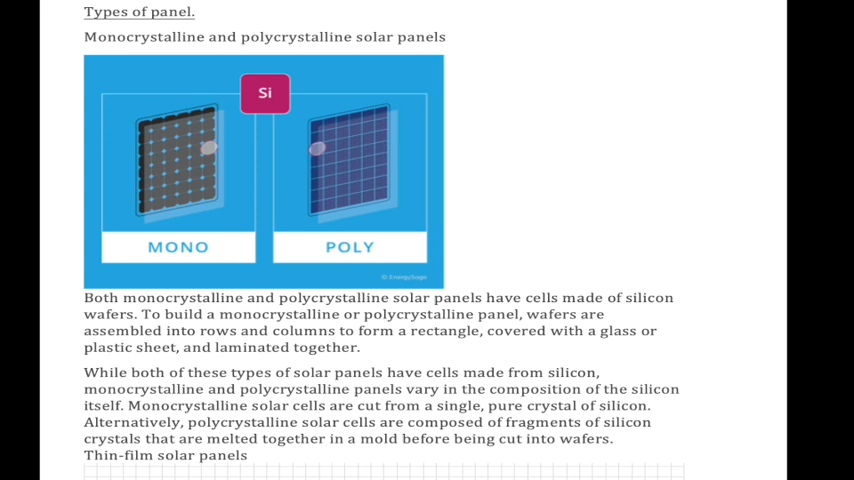 Types of panel.
Monocrystalline and polycrystalline solar panels
Si
MONO
POLY
© EnergySage
Both monocrystalline and polycrystalline solar panels have cells made of silicon
wafers. To build a monocrystalline or polycrystalline panel, wafers are
assembled into rows and columns to form a rectangle, covered with a glass or
plastic sheet, and laminated together.
While both of these types of solar panels have cells made from silicon,
monocrystalline and polycrystalline panels vary in the composition of the silicon
itself. Monocrystalline solar cells are cut from a single, pure crystal of silicon.
Alternatively, polycrystalline solar cells are composed of fragments of silicon
crystals that are melted together in a mold before being cut into wafers.
Thin-film solar panels